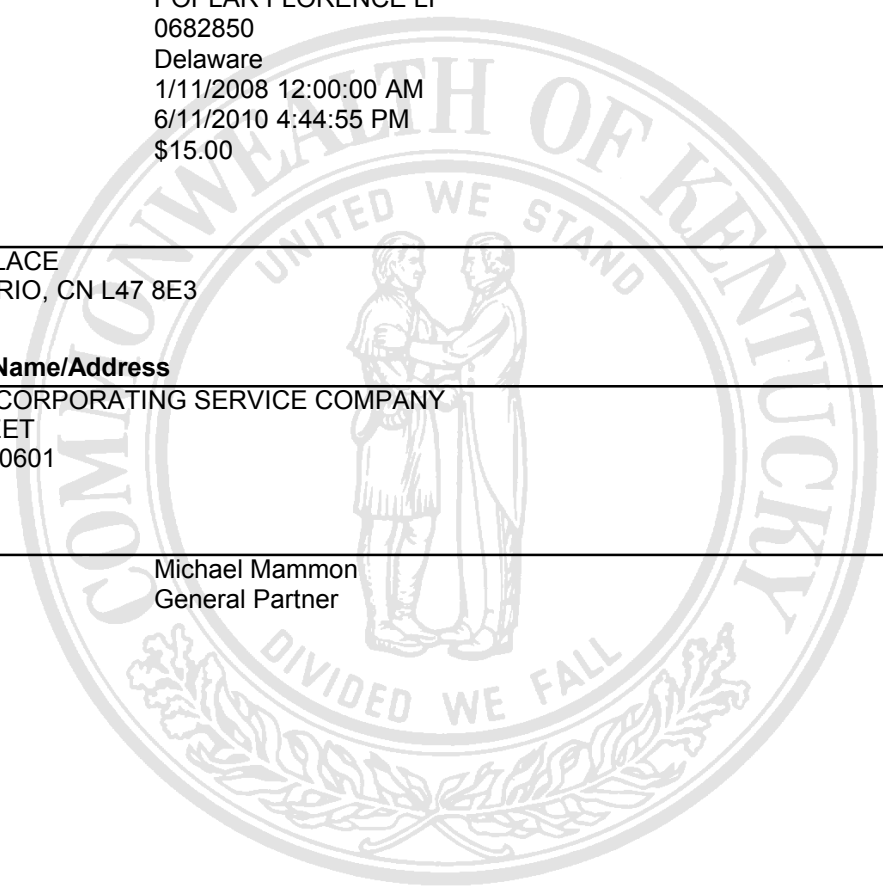 POPLAR FLORENCE LP
0682850
Delaware
1/11/2008 12:00:00 AM
6/11/2010 4:44:55 PM
$15.00
LACE
RIO, CN L47 8E3
Name/Address
CORPORATING SERVICE COMPANY
EET
0601
Michael Mammon
General Partner
COMMONWEALTH OF KENTUCKY
UNITED WE STAND
DIVIDED WE FALL